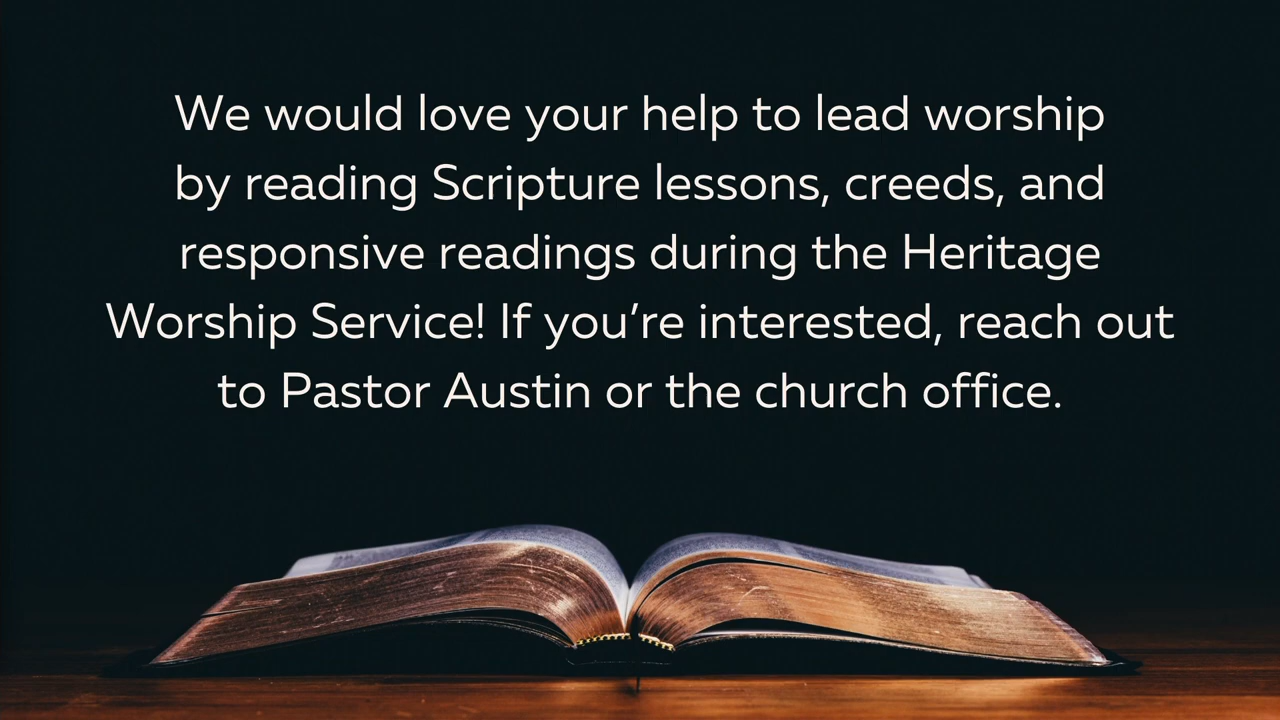 We would love your help to lead worship
by reading Scripture lessons, creeds, and
responsive readings during the Heritage
Worship Service! If you’re interested, reach out
to Pastor Austin or the church office.